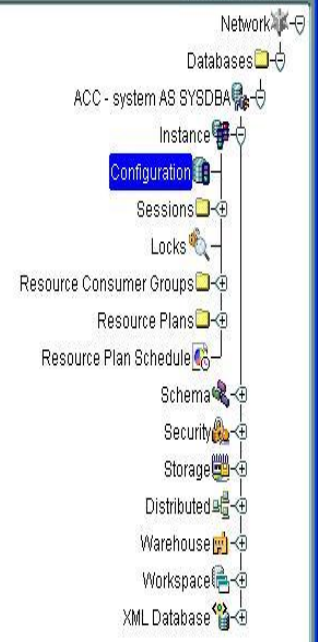 Network
Databases
ACC - system AS SYSDBA
Instance
Configuration
Sessions
Locks
Resource Consumer Groups
Resource Plans
Resource Plan Schedule
Schema
Security
Storage
Distributed
Warehouse
Workspace
XML Database